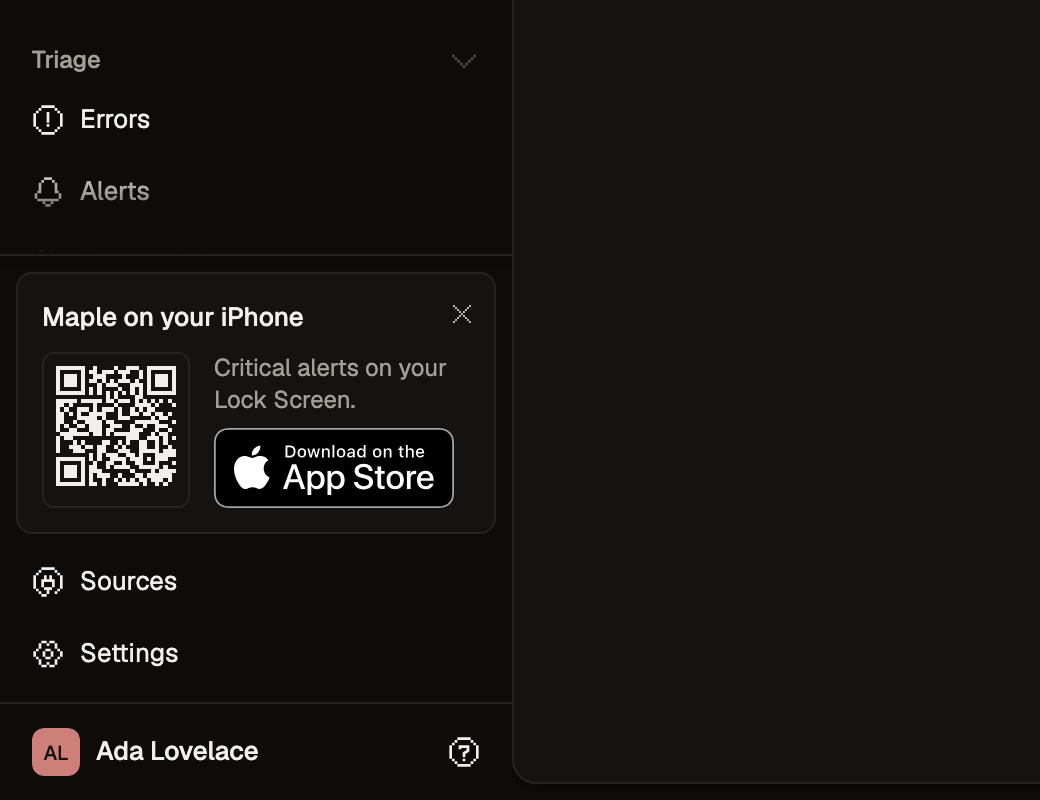 Triage
Errors
Alerts
Maple on your iPhone
Critical alerts on your
Lock Screen.
Download on the
App Store
Sources
Settings
AL
Ada Lovelace